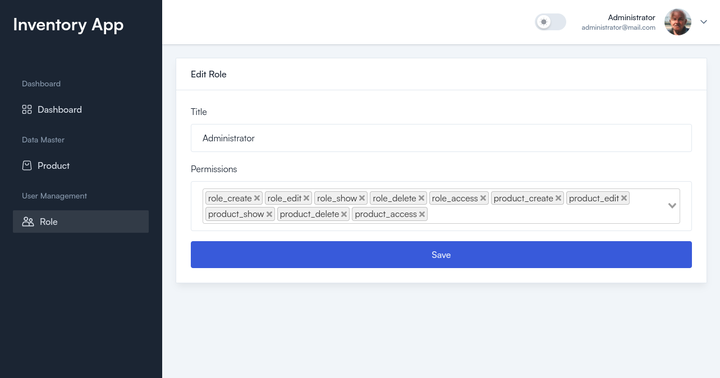 Inventory App
Administrator
administrator@mail.com
Dashboard
Dashboard
Data Master
Product
User Management
Role
Edit Role
Title
Administrator
Permissions
role_create × role_edit × role_show × role_delete × role_access × product_create × product_edit ×
product_show × product_delete × product_access ×
Save